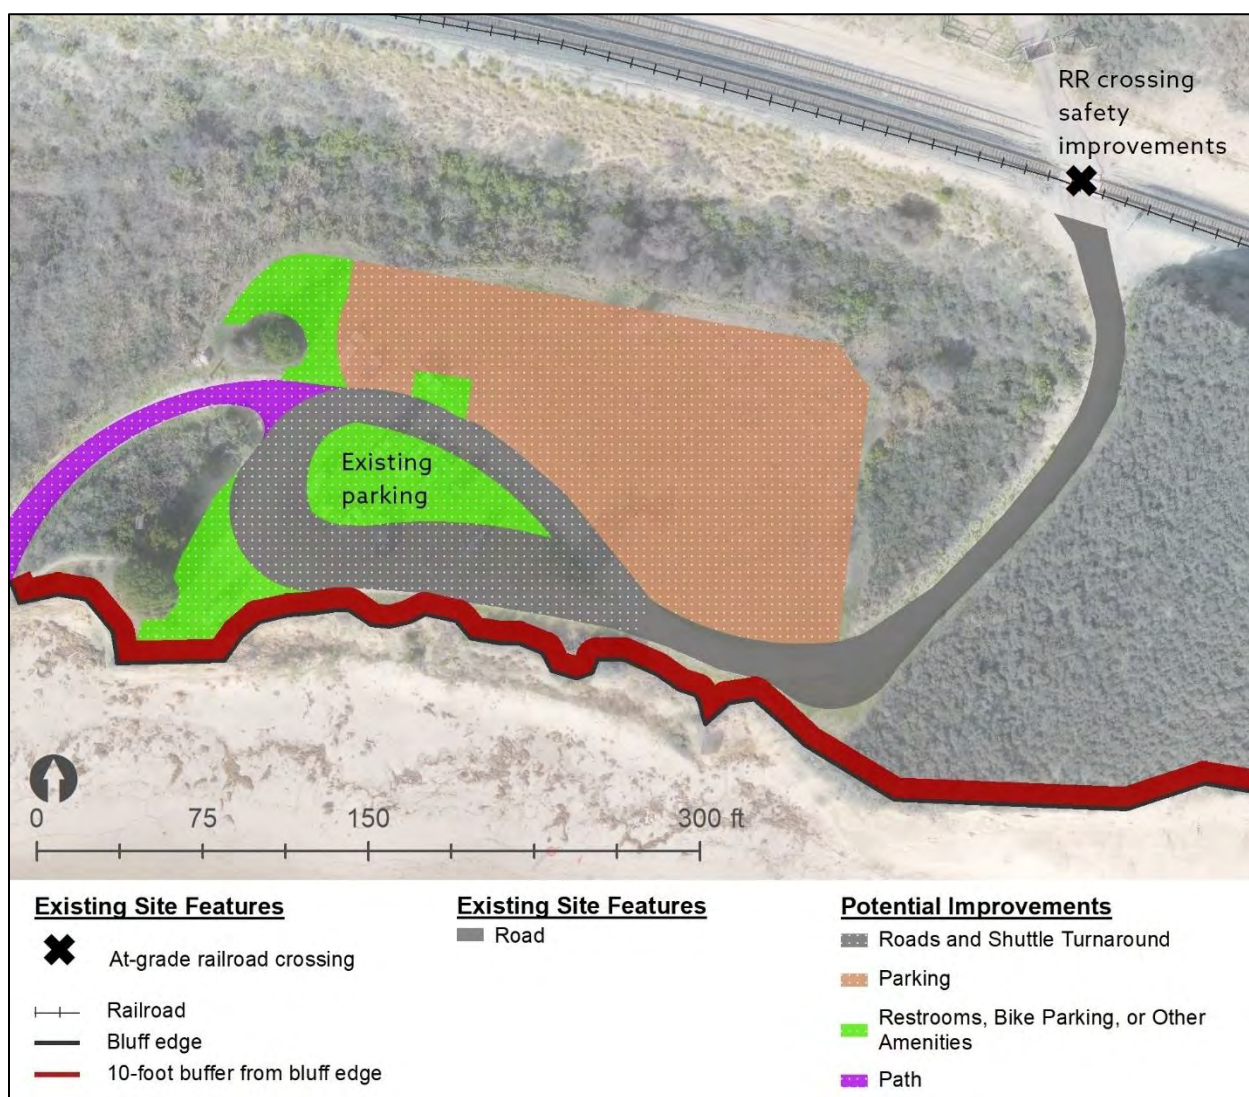 RR crossing
safety
improvements
Existing
parking
0 75 150 300 ft
Existing Site Features
At-grade railroad crossing
Railroad
Bluff edge
10-foot buffer from bluff edge
Existing Site Features
Road
Potential Improvements
Roads and Shuttle Turnaround
Parking
Restrooms, Bike Parking, or Other
Amenities
Path